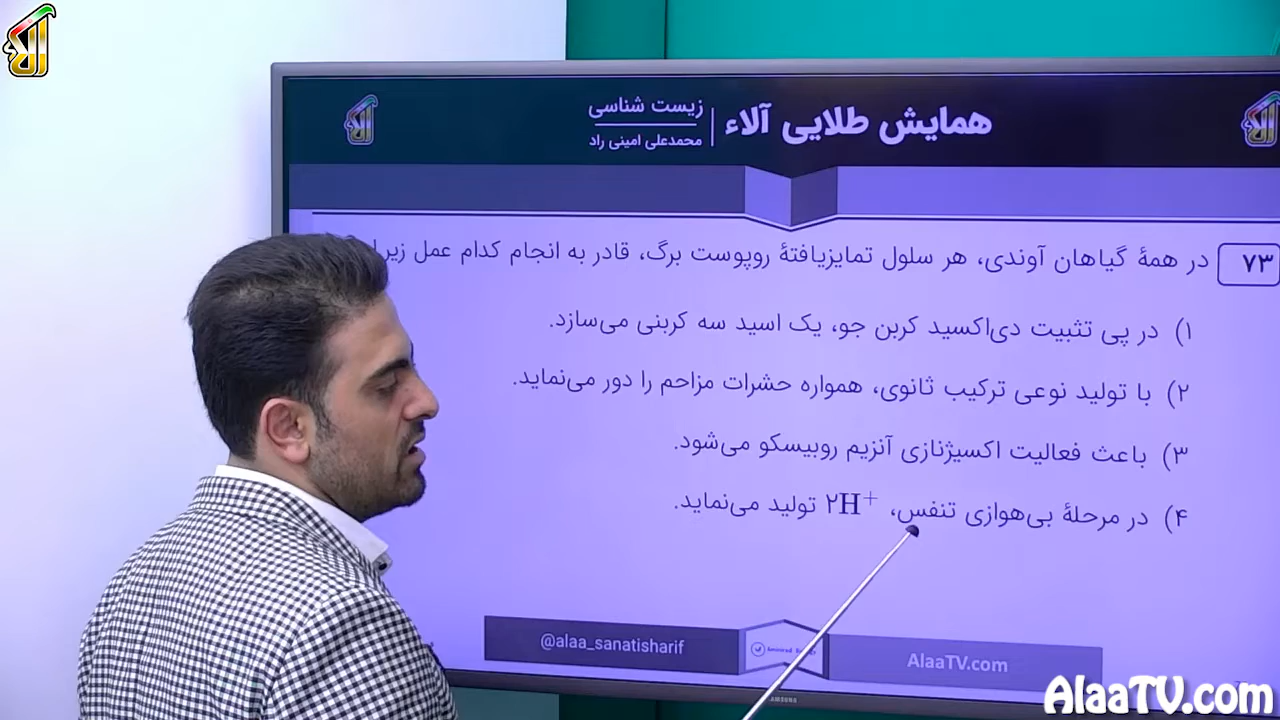 همایش طلایی آلاء
زیست شناسی
محمدعلی امینی راد
۷۳
در همهٔ گیاهان آوندی، هر سلول تمایزیافتهٔ روپوست برگ، قادر به انجام کدام عمل زیر
۱) در پی تثبیت دی‌اکسید کربن جو، یک اسید سه کربنی می‌سازد.
۲) با تولید نوعی ترکیب ثانوی، همواره حشرات مزاحم را دور می‌نماید.
۳) باعث فعالیت اکسیژنازی آنزیم روبیسکو می‌شود.
۴) در مرحلهٔ بی‌هوازی تنفس، ۲H⁺ تولید می‌نماید.
@alaa_sanatisharif
AlaaTV.com
SAMSUNG
AlaaTV.com